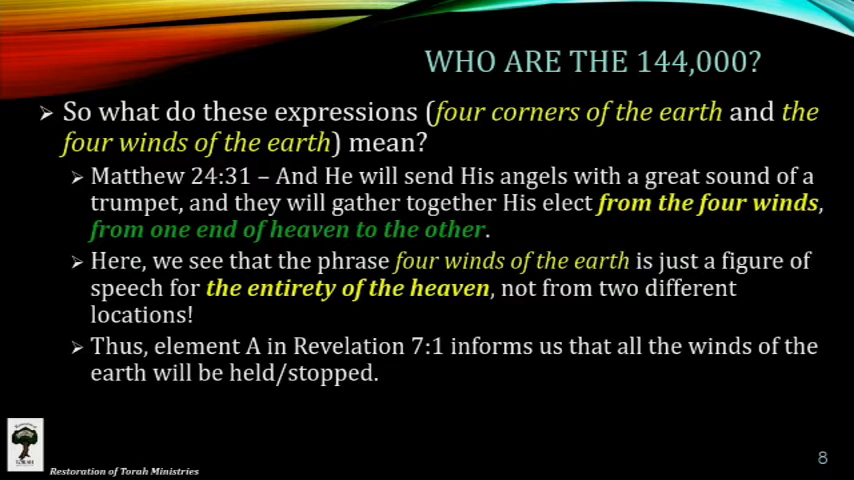 WHO ARE THE 144,000?
➢ So what do these expressions (four corners of the earth and the
four winds of the earth) mean?
➢ Matthew 24:31 – And He will send His angels with a great sound of a
trumpet, and they will gather together His elect from the four winds,
from one end of heaven to the other.
➢ Here, we see that the phrase four winds of the earth is just a figure of
speech for the entirety of the heaven, not from two different
locations!
➢ Thus, element A in Revelation 7:1 informs us that all the winds of the
earth will be held/stopped.
TORAH
Restoration of Torah Ministries
8